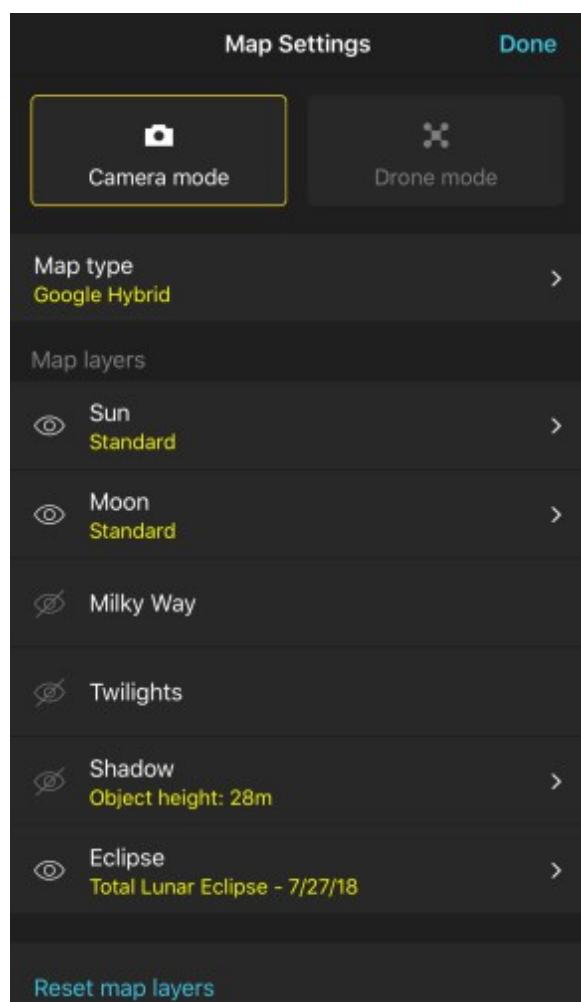 Map Settings
Done
Camera mode
Drone mode
Map type
Google Hybrid
Map layers
Sun
Standard
Moon
Standard
Milky Way
Twilights
Shadow
Object height: 28m
Eclipse
Total Lunar Eclipse - 7/27/18
Reset map layers